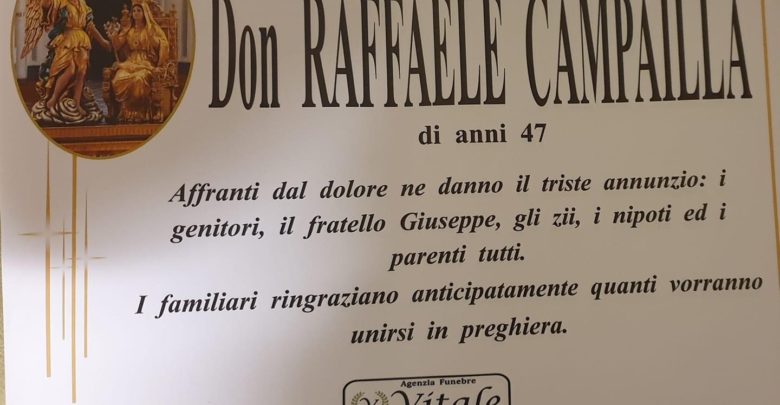 Don RAFFAELE CAMPAILLA
di anni 47
Affranti dal dolore ne danno il triste annunzio: i
genitori, il fratello Giuseppe, gli zii, i nipoti ed i
parenti tutti.
I familiari ringraziano anticipatamente quanti vorranno
unirsi in preghiera.
Agenzia Funebre
Vitale